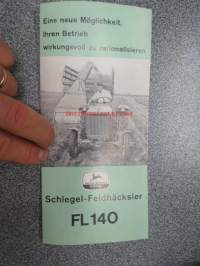 Eine neue Möglichkeit,
Ihren Betrieb
wirkungsvoll zu rationalisieren
Schlegel-Feldhäcksler
FL 140